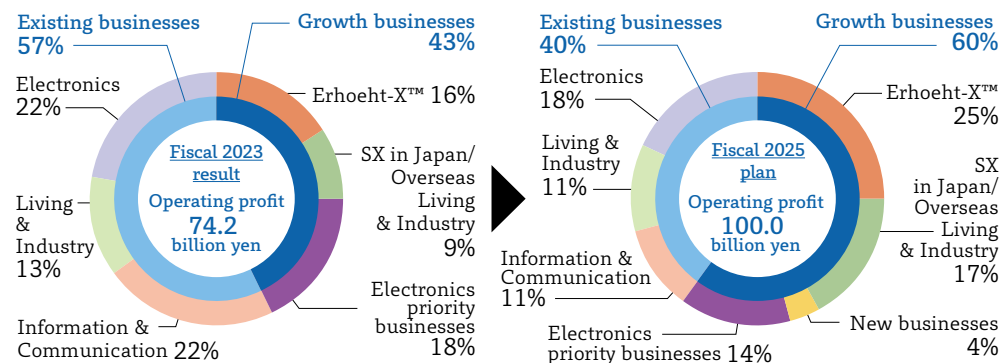 Existing businesses
57%
Growth businesses
43%
Electronics
22%
Erhoeht-X™ 16%
SX in Japan/
Overseas
Living
& Industry
9%
Living
&
Industry
13%
Fiscal 2023
result
Operating profit
74.2
billion yen
Electronics
priority
businesses
18%
Information &
Communication 22%
Existing businesses
40%
Growth businesses
60%
Electronics
18%
Erhoeht-X™
25%
Living &
Industry
11%
SX
in Japan/
Overseas
Living
& Industry
17%
Fiscal 2025
plan
Operating profit
100.0
billion yen
Information &
Communication
11%
New businesses
4%
Electronics
priority businesses 14%